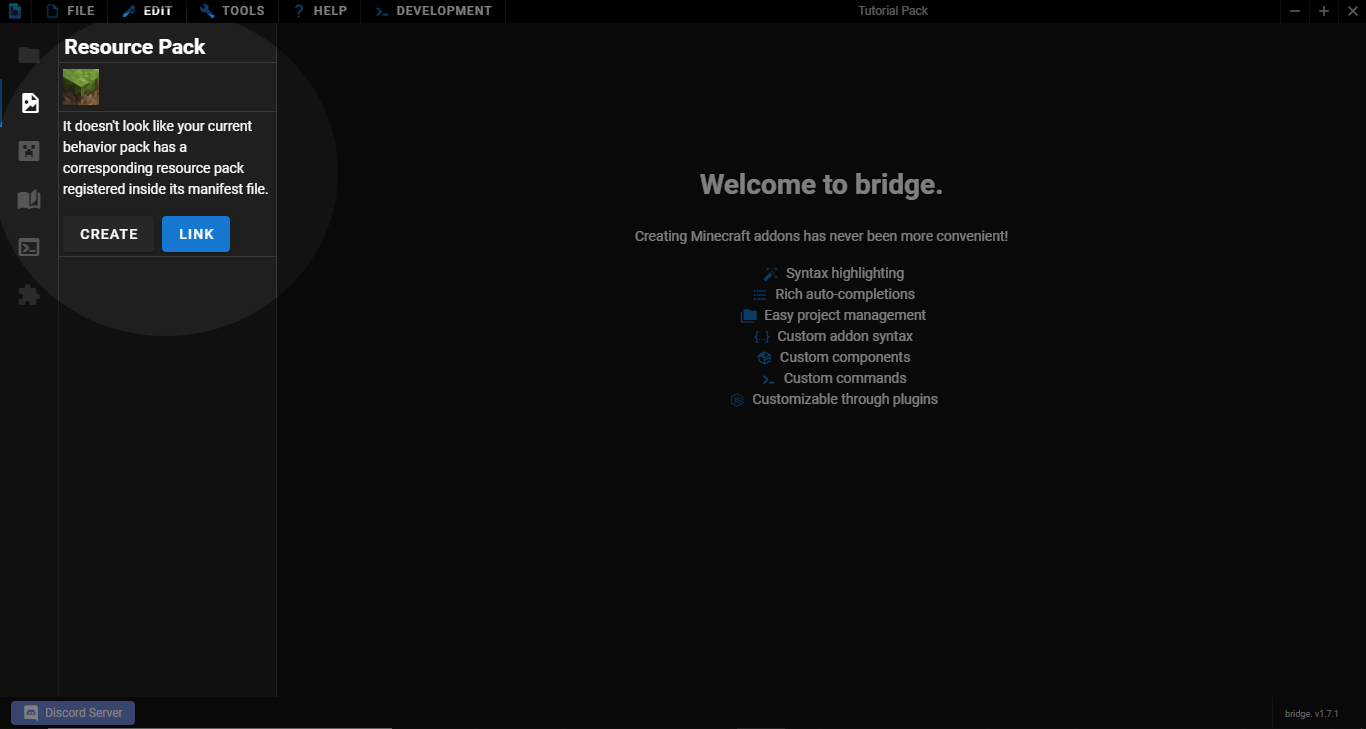 FILE EDIT TOOLS HELP DEVELOPMENT Tutorial Pack
Resource Pack
It doesn't look like your current
behavior pack has a
corresponding resource pack
registered inside its manifest file.
CREATE LINK
Welcome to bridge.
Creating Minecraft addons has never been more convenient!
Syntax highlighting
Rich auto-completions
Easy project management
Custom addon syntax
Custom components
Custom commands
Customizable through plugins
Discord Server
bridge. v1.7.1